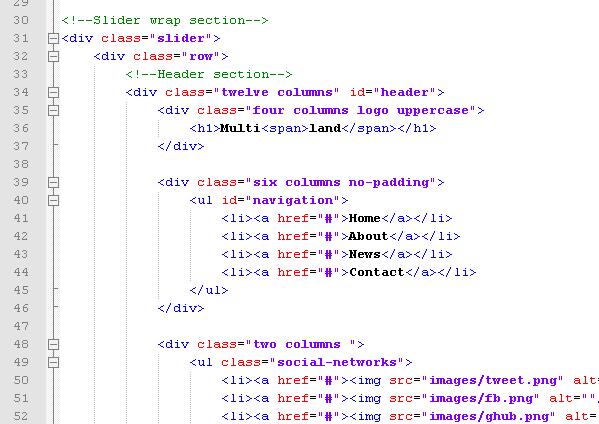 29
30 <!--Slider wrap section-->
31 <div class="slider">
32 <div class="row">
33 <!--Header section-->
34 <div class="twelve columns" id="header">
35 <div class="four columns logo uppercase">
36 <h1>Multi<span>land</span></h1>
37 </div>
38
39 <div class="six columns no-padding">
40 <ul id="navigation">
41 <li><a href="#">Home</a></li>
42 <li><a href="#">About</a></li>
43 <li><a href="#">News</a></li>
44 <li><a href="#">Contact</a></li>
45 </ul>
46 </div>
47
48 <div class="two columns ">
49 <ul class="social-networks">
50 <li><a href="#"><img src="images/tweet.png" alt=
51 <li><a href="#"><img src="images/fb.png" alt=""
52 <li><a href="#"><img src="images/ghub.png" alt=